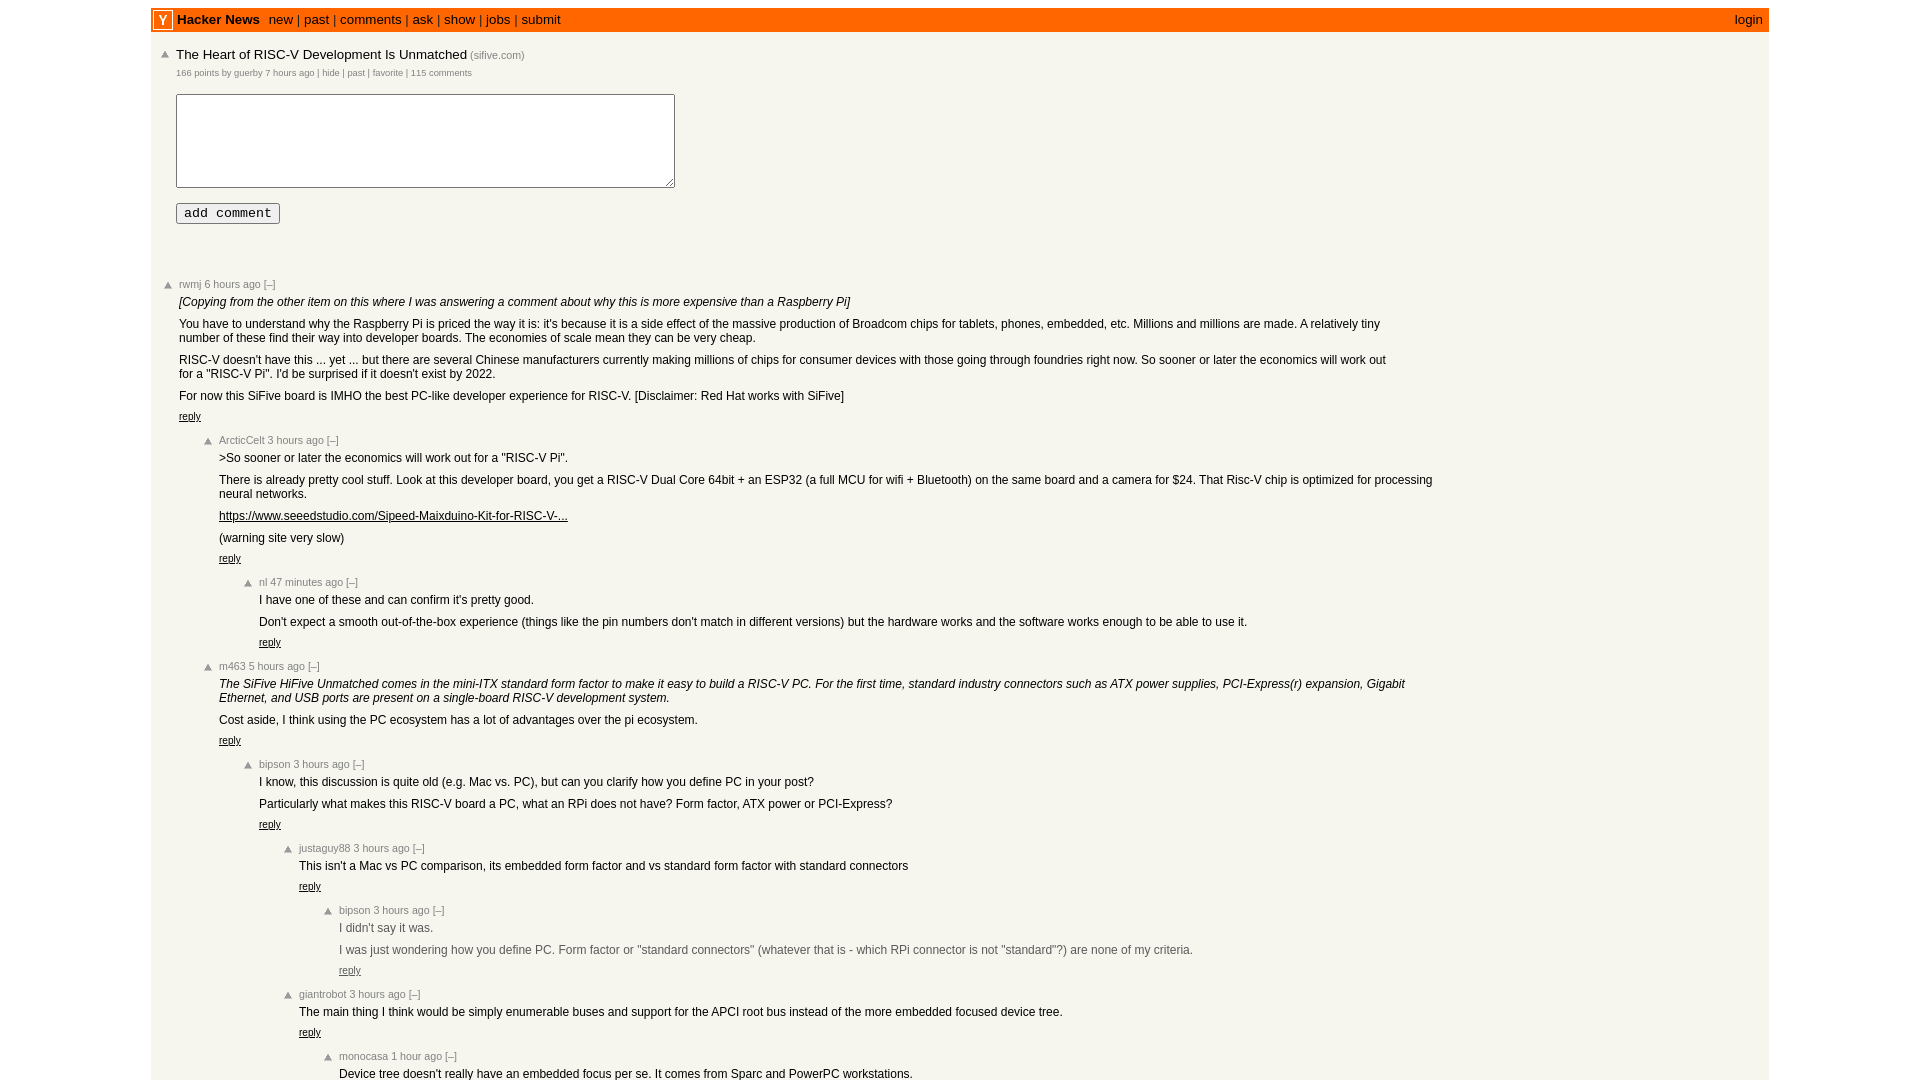 Y Hacker News new | past | comments | ask | show | jobs | submit login
The Heart of RISC-V Development Is Unmatched (sifive.com)
166 points by guerby 7 hours ago | hide | past | favorite | 115 comments
add comment
rwmj 6 hours ago [–]
[Copying from the other item on this where I was answering a comment about why this is more expensive than a Raspberry Pi]
You have to understand why the Raspberry Pi is priced the way it is: it's because it is a side effect of the massive production of Broadcom chips for tablets, phones, embedded, etc. Millions and millions are made. A relatively tiny
number of these find their way into developer boards. The economies of scale mean they can be very cheap.
RISC-V doesn't have this ... yet ... but there are several Chinese manufacturers currently making millions of chips for consumer devices with those going through foundries right now. So sooner or later the economics will work out
for a "RISC-V Pi". I'd be surprised if it doesn't exist by 2022.
For now this SiFive board is IMHO the best PC-like developer experience for RISC-V. [Disclaimer: Red Hat works with SiFive]
reply
ArcticCelt 3 hours ago [–]
>So sooner or later the economics will work out for a "RISC-V Pi".
There is already pretty cool stuff. Look at this developer board, you get a RISC-V Dual Core 64bit + an ESP32 (a full MCU for wifi + Bluetooth) on the same board and a camera for $24. That Risc-V chip is optimized for processing
neural networks.
https://www.seeedstudio.com/Sipeed-Maixduino-Kit-for-RISC-V-...
(warning site very slow)
reply
nl 47 minutes ago [–]
I have one of these and can confirm it's pretty good.
Don't expect a smooth out-of-the-box experience (things like the pin numbers don't match in different versions) but the hardware works and the software works enough to be able to use it.
reply
m463 5 hours ago [–]
The SiFive HiFive Unmatched comes in the mini-ITX standard form factor to make it easy to build a RISC-V PC. For the first time, standard industry connectors such as ATX power supplies, PCI-Express(r) expansion, Gigabit
Ethernet, and USB ports are present on a single-board RISC-V development system.
Cost aside, I think using the PC ecosystem has a lot of advantages over the pi ecosystem.
reply
bipson 3 hours ago [–]
I know, this discussion is quite old (e.g. Mac vs. PC), but can you clarify how you define PC in your post?
Particularly what makes this RISC-V board a PC, what an RPi does not have? Form factor, ATX power or PCI-Express?
reply
justaguy88 3 hours ago [–]
This isn't a Mac vs PC comparison, its embedded form factor and vs standard form factor with standard connectors
reply
bipson 3 hours ago [–]
I didn't say it was.
I was just wondering how you define PC. Form factor or "standard connectors" (whatever that is - which RPi connector is not "standard"?) are none of my criteria.
reply
giantrobot 3 hours ago [–]
The main thing I think would be simply enumerable buses and support for the APCI root bus instead of the more embedded focused device tree.
reply
monocasa 1 hour ago [–]
Device tree doesn't really have an embedded focus per se. It comes from Sparc and PowerPC workstations.